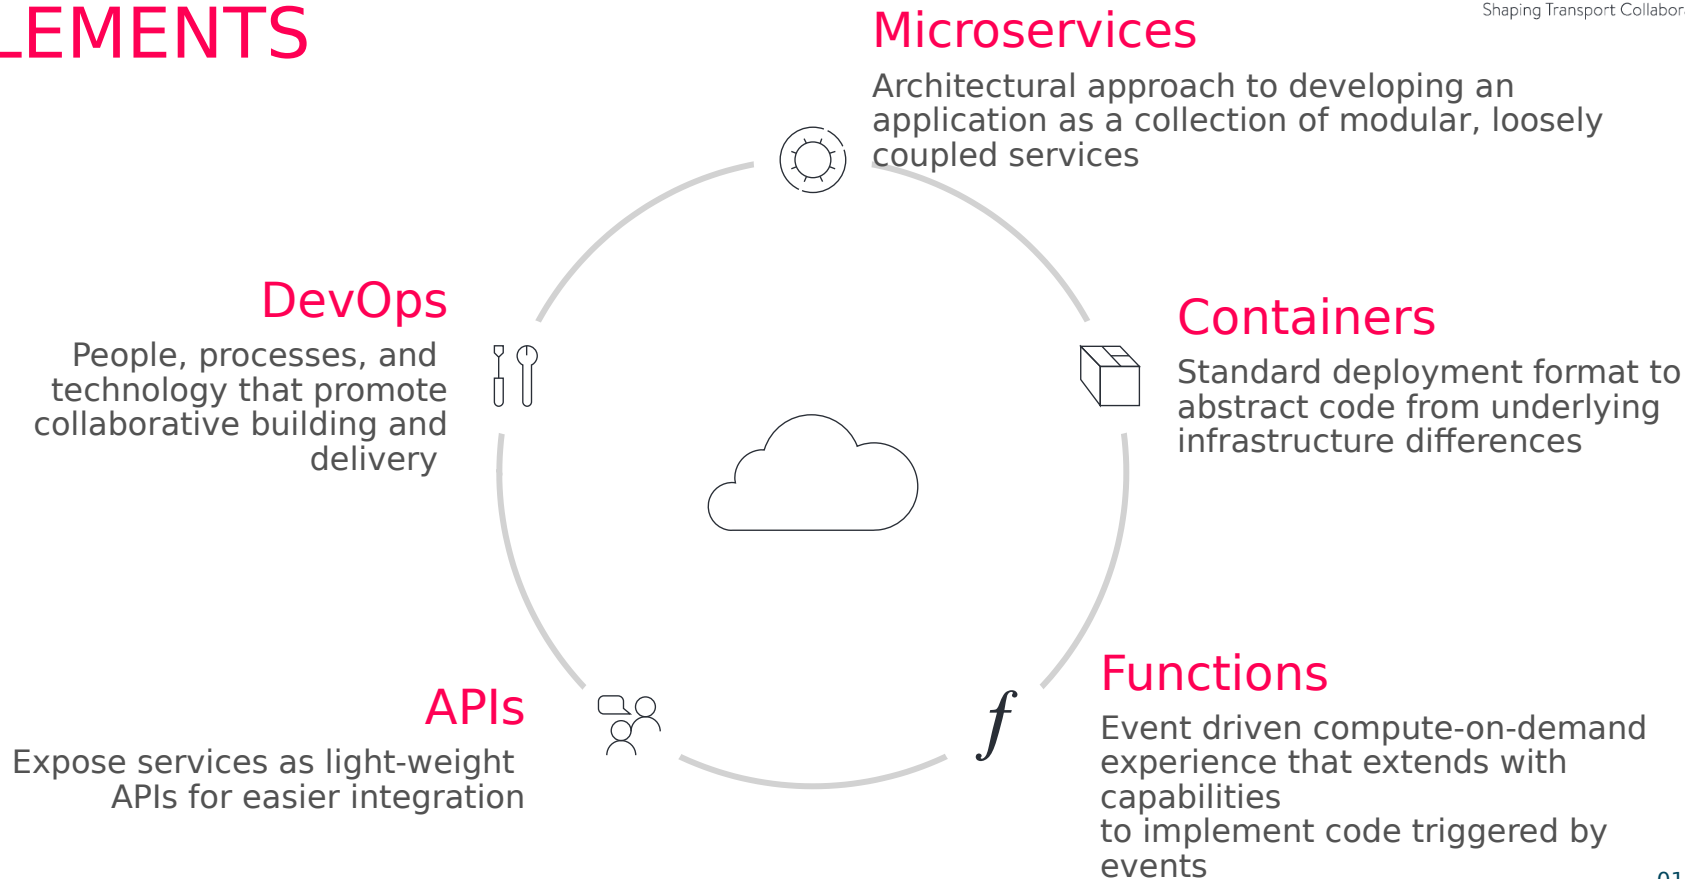 LEMENTS
Shaping Transport Collabor
Microservices
Architectural approach to developing an
application as a collection of modular, loosely
coupled services
DevOps
People, processes, and
technology that promote
collaborative building and
delivery
Containers
Standard deployment format to
abstract code from underlying
infrastructure differences
APIs
Expose services as light-weight
APIs for easier integration
f
Functions
Event driven compute-on-demand
experience that extends with
capabilities
to implement code triggered by
events
01